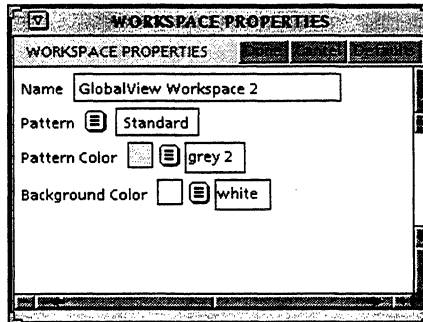 WORKSPACE PROPERTIES
WORKSPACE PROPERTIES Done Cancel Defaults
Name GlobalView Workspace 2
Pattern Standard
Pattern Color grey 2
Background Color white